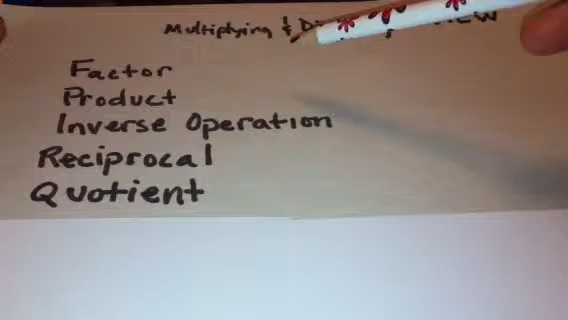 Multiplying &
Factor
Product
Inverse Operation
Reciprocal
Quotient